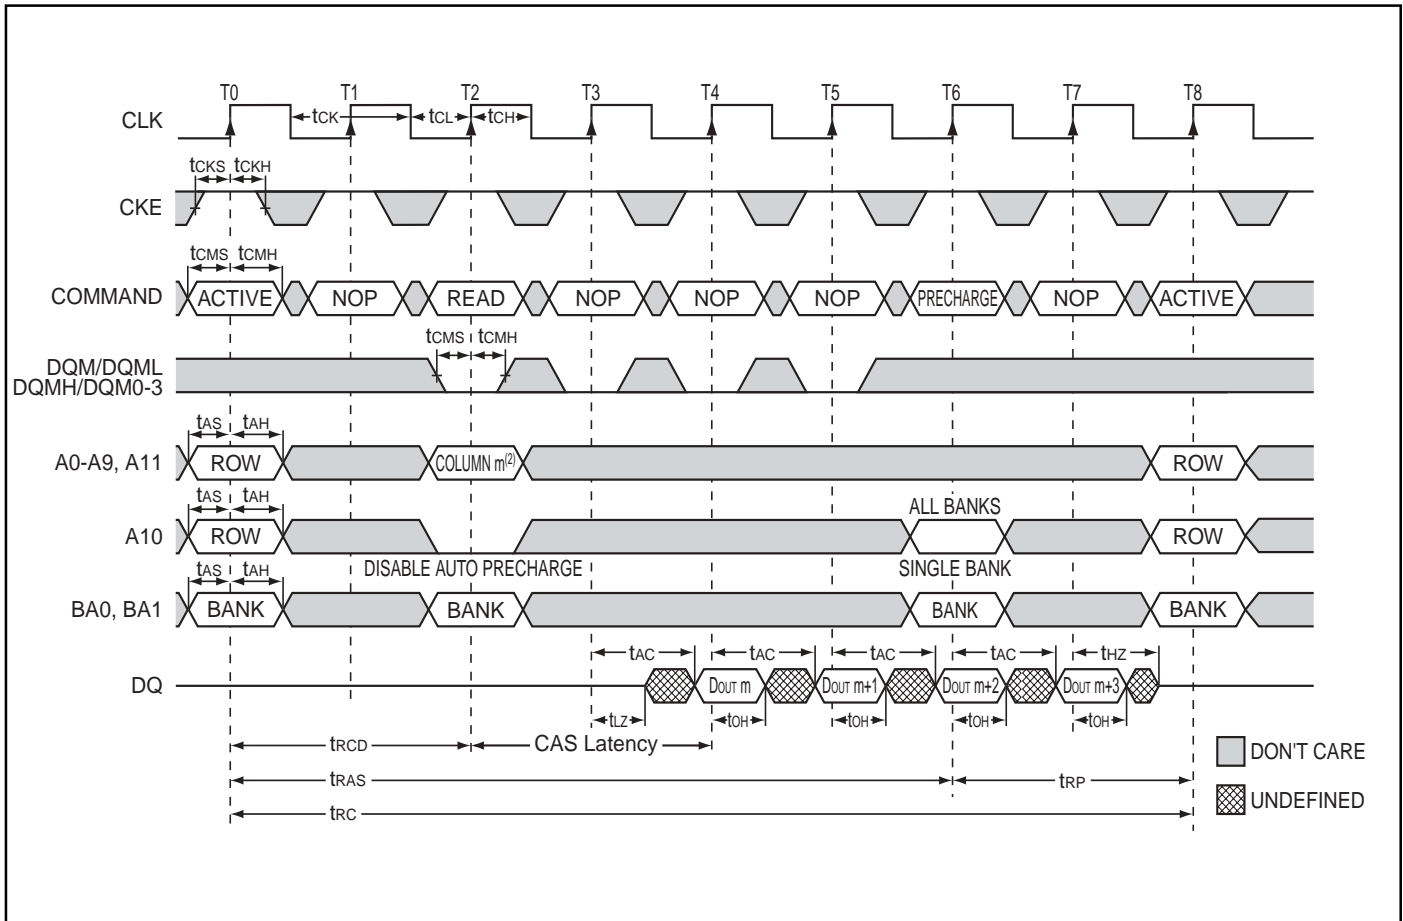 T0 T1 T2 T3 T4 T5 T6 T7 T8
CLK
tCK tCL tCH
tCKS tCKH
CKE
tCMS tCMH
COMMAND ACTIVE NOP READ NOP NOP NOP PRECHARGE NOP ACTIVE
tCMS tCMH
DQM/DQML
DQMH/DQM0-3
tAS tAH
A0-A9, A11 ROW COLUMN m(2) ROW
tAS tAH ALL BANKS
A10 ROW ROW
DISABLE AUTO PRECHARGE SINGLE BANK
tAS tAH
BA0, BA1 BANK BANK BANK BANK
tAC tAC tAC tAC tHZ
DQ DOUT m DOUT m+1 DOUT m+2 DOUT m+3
tLZ tOH tOH tOH tOH
tRCD CAS Latency
DON'T CARE
tRAS tRP
UNDEFINED
tRC